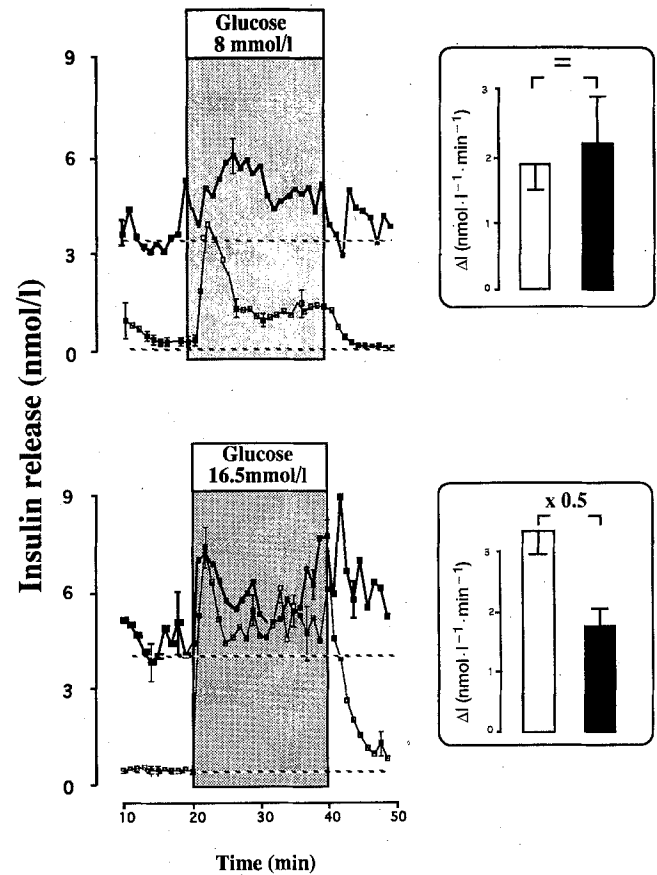 Glucose
8 mmol/l
9
6
3
0
=
3
2
1
0
ΔI (nmol·l⁻¹·min⁻¹)
Insulin release (nmol/l)
Glucose
16.5mmol/l
9
6
3
0
10 20 30 40 50
Time (min)
x 0.5
3
2
1
0
ΔI (nmol·l⁻¹·min⁻¹)